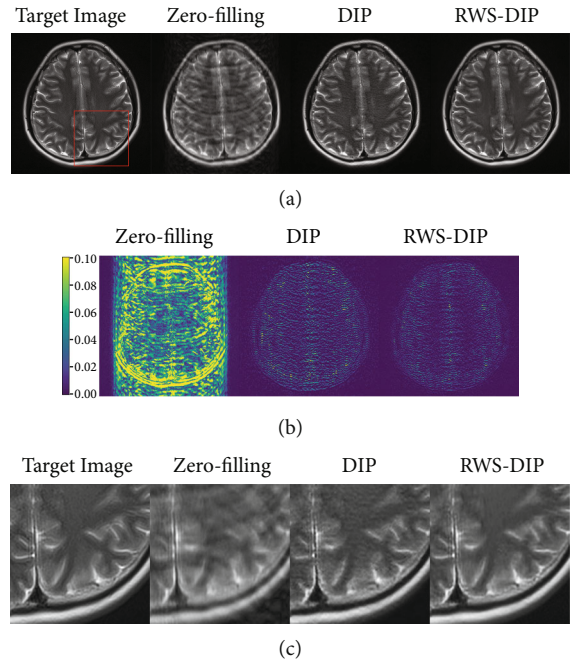 Target Image Zero-filling DIP RWS-DIP
(a)
Zero-filling DIP RWS-DIP
0.10
0.08
0.06
0.04
0.02
0.00
(b)
Target Image Zero-filling DIP RWS-DIP
(c)